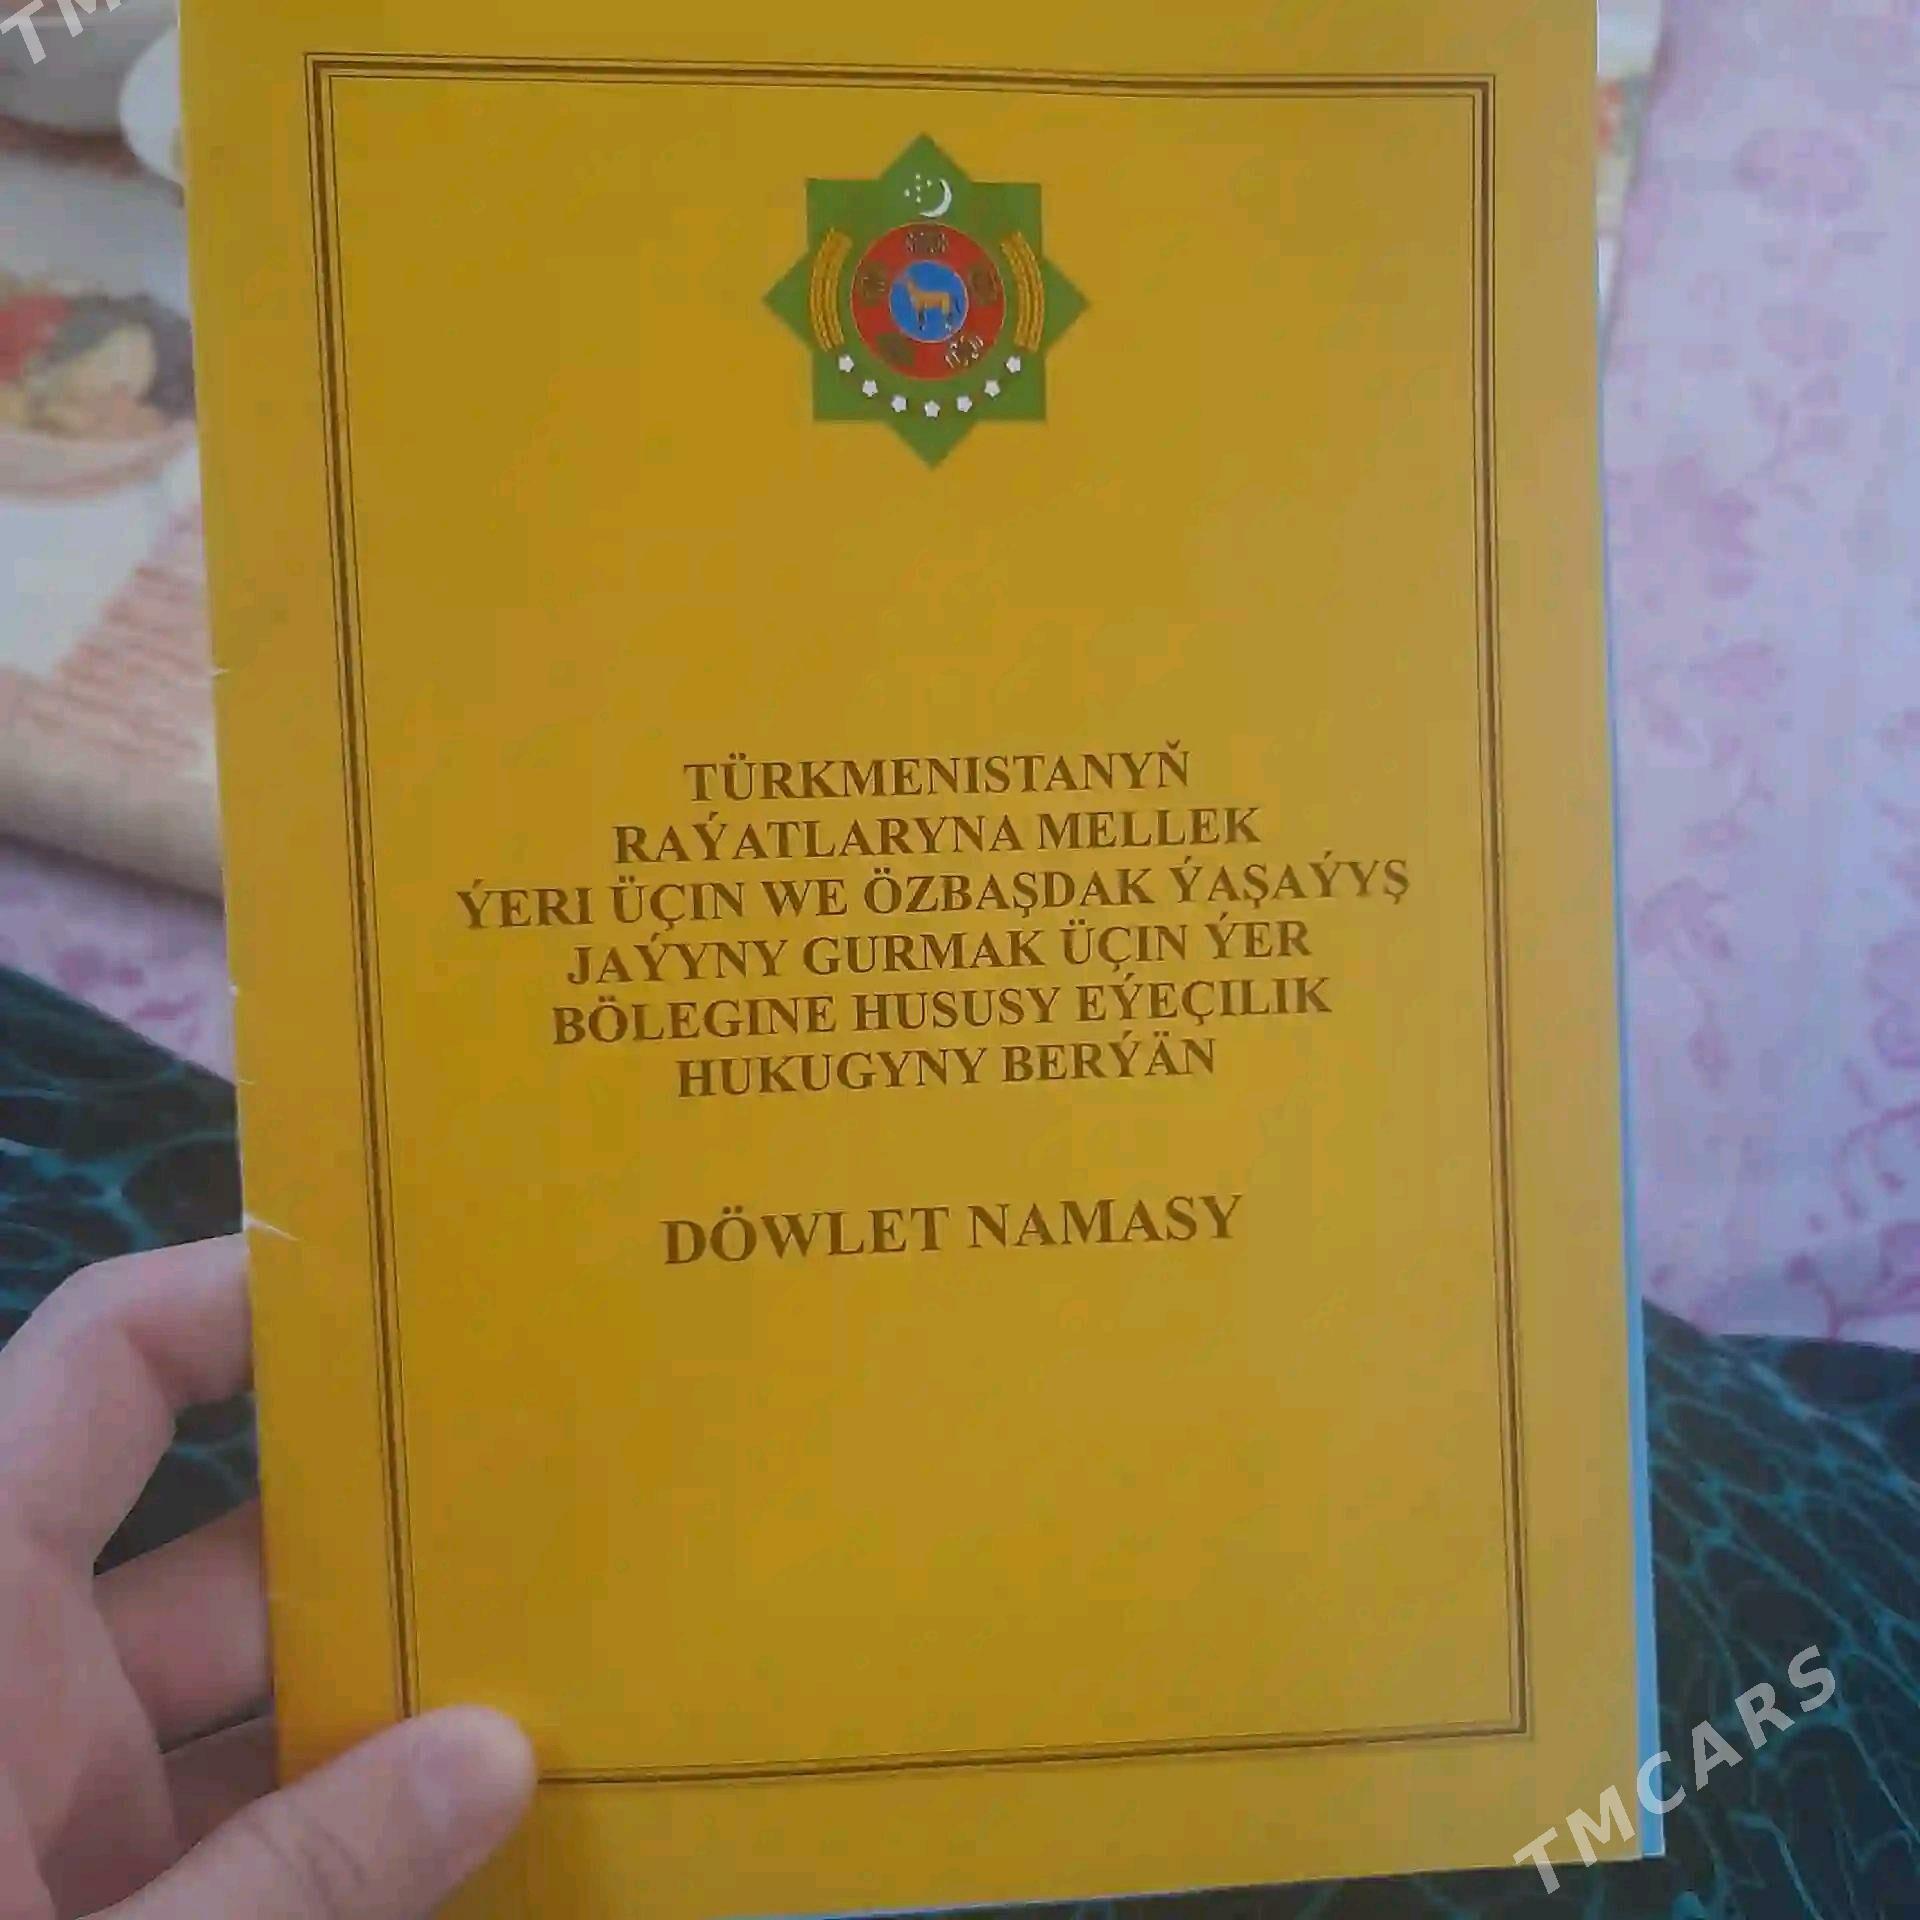 TM
TÜRKMENISTANYŇ
RAÝATLARYNA MELLEK
ÝERI ÜÇIN WE ÖZBAŞDAK ÝAŞAÝYŞ
JAÝYNY GURMAK ÜÇIN ÝER
BÖLEGINE HUSUSY EÝEÇILIK
HUKUGYNY BERÝÄN
DÖWLET NAMASY
TMCARS